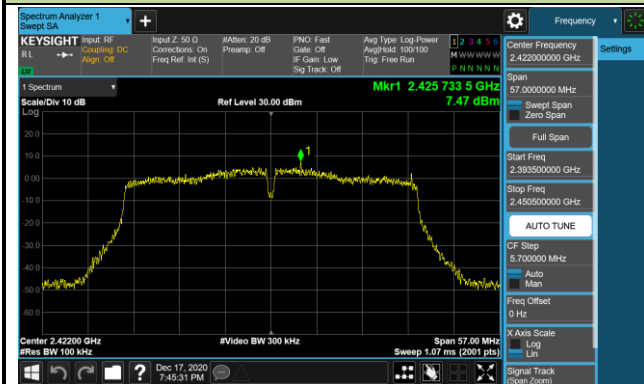 Spectrum Analyzer 1
Swept SA
Frequency
KEYSIGHT
RL
Input: RF
Coupling: DC
Align: Off
Input Z: 50 Ω
Corrections: On
Freq Ref: Int (S)
#Atten: 20 dB
Preamp: Off
PNO: Fast
Gate: Off
IF Gain: Low
Sig Track: Off
Avg Type: Log-Power
Avg|Hold: 100/100
Trig: Free Run
1 2 3 4 5 6
M W W W W W
P N N N N N
1 Spectrum
Scale/Div 10 dB
Log
Ref Level 30.00 dBm
Mkr1 2.425 733 5 GHz
7.47 dBm
20.0
10.0
0.00
-10.0
-20.0
-30.0
-40.0
-50.0
-60.0
1
Center 2.42200 GHz
#Res BW 100 kHz
#Video BW 300 kHz
Span 57.00 MHz
Sweep 1.07 ms (2001 pts)
Dec 17, 2020
7:45:31 PM
Center Frequency
2.422000000 GHz
Settings
Span
57.0000000 MHz
Swept Span
Zero Span
Full Span
Start Freq
2.393500000 GHz
Stop Freq
2.450500000 GHz
AUTO TUNE
CF Step
5.700000 MHz
Auto
Man
Freq Offset
0 Hz
X Axis Scale
Log
Lin
Signal Track
(Span Zoom)